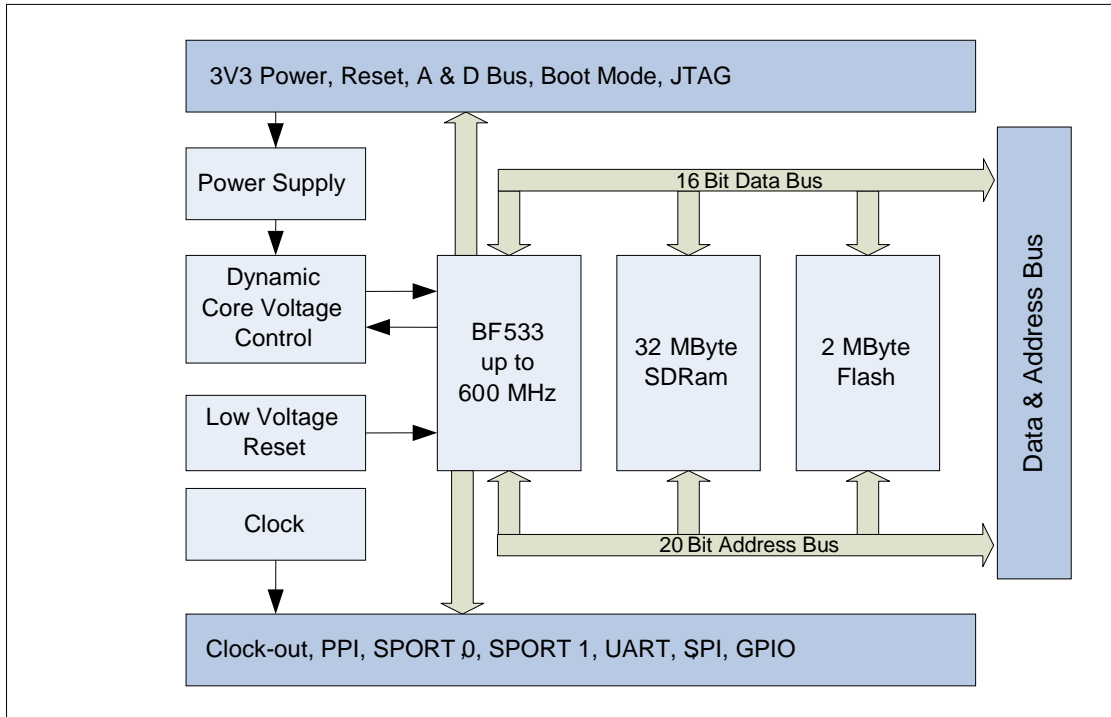 3V3 Power, Reset, A & D Bus, Boot Mode, JTAG
Power Supply
16 Bit Data Bus
Dynamic
Core Voltage
Control
BF533
up to
600 MHz
32 MByte
SDRam
2 MByte
Flash
Data & Address Bus
Low Voltage
Reset
Clock
20 Bit Address Bus
Clock-out, PPI, SPORT 0, SPORT 1, UART, SPI, GPIO